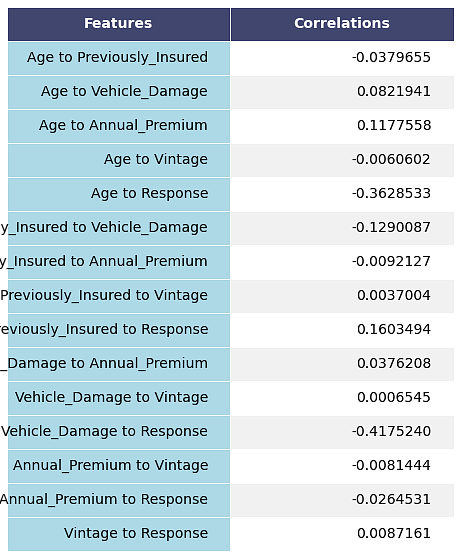 Features Correlations
Age to Previously_Insured -0.0379655
Age to Vehicle_Damage 0.0821941
Age to Annual_Premium 0.1177558
Age to Vintage -0.0060602
Age to Response -0.3628533
y_Insured to Vehicle_Damage -0.1290087
y_Insured to Annual_Premium -0.0092127
Previously_Insured to Vintage 0.0037004
reviously_Insured to Response 0.1603494
_Damage to Annual_Premium 0.0376208
Vehicle_Damage to Vintage 0.0006545
Vehicle_Damage to Response -0.4175240
Annual_Premium to Vintage -0.0081444
Annual_Premium to Response -0.0264531
Vintage to Response 0.0087161